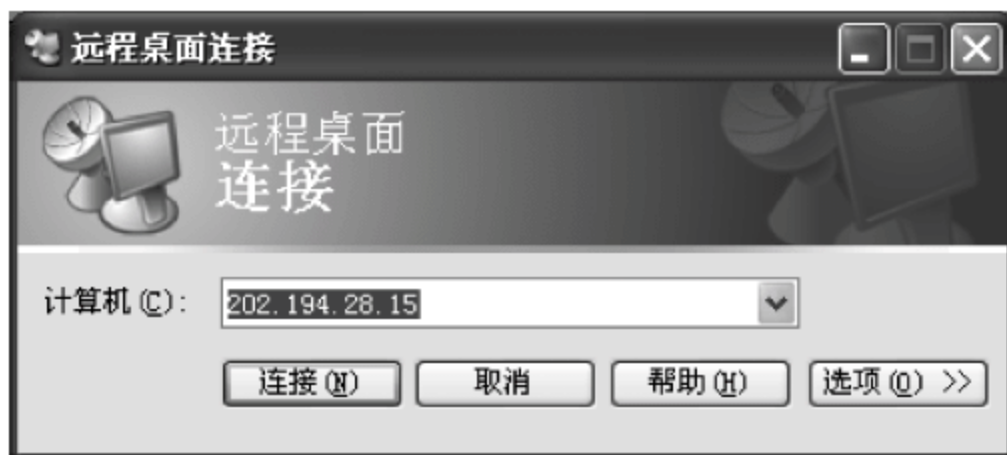 远程桌面连接
远程桌面
连接
计算机(C): 202.194.28.15
连接(N) 取消 帮助(H) 选项(O) >>